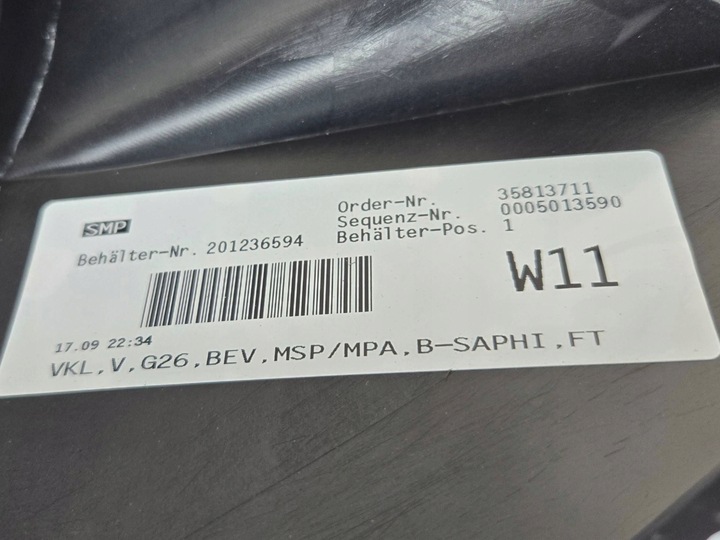 SMP
Behälter-Nr. 201236594
Order-Nr. 35813711
Sequenz-Nr. 0005013590
Behälter-Pos. 1
W11
17.09 22:34
VKL,V,G26,BEV,MSP/MPA,B-SAPHI,FT